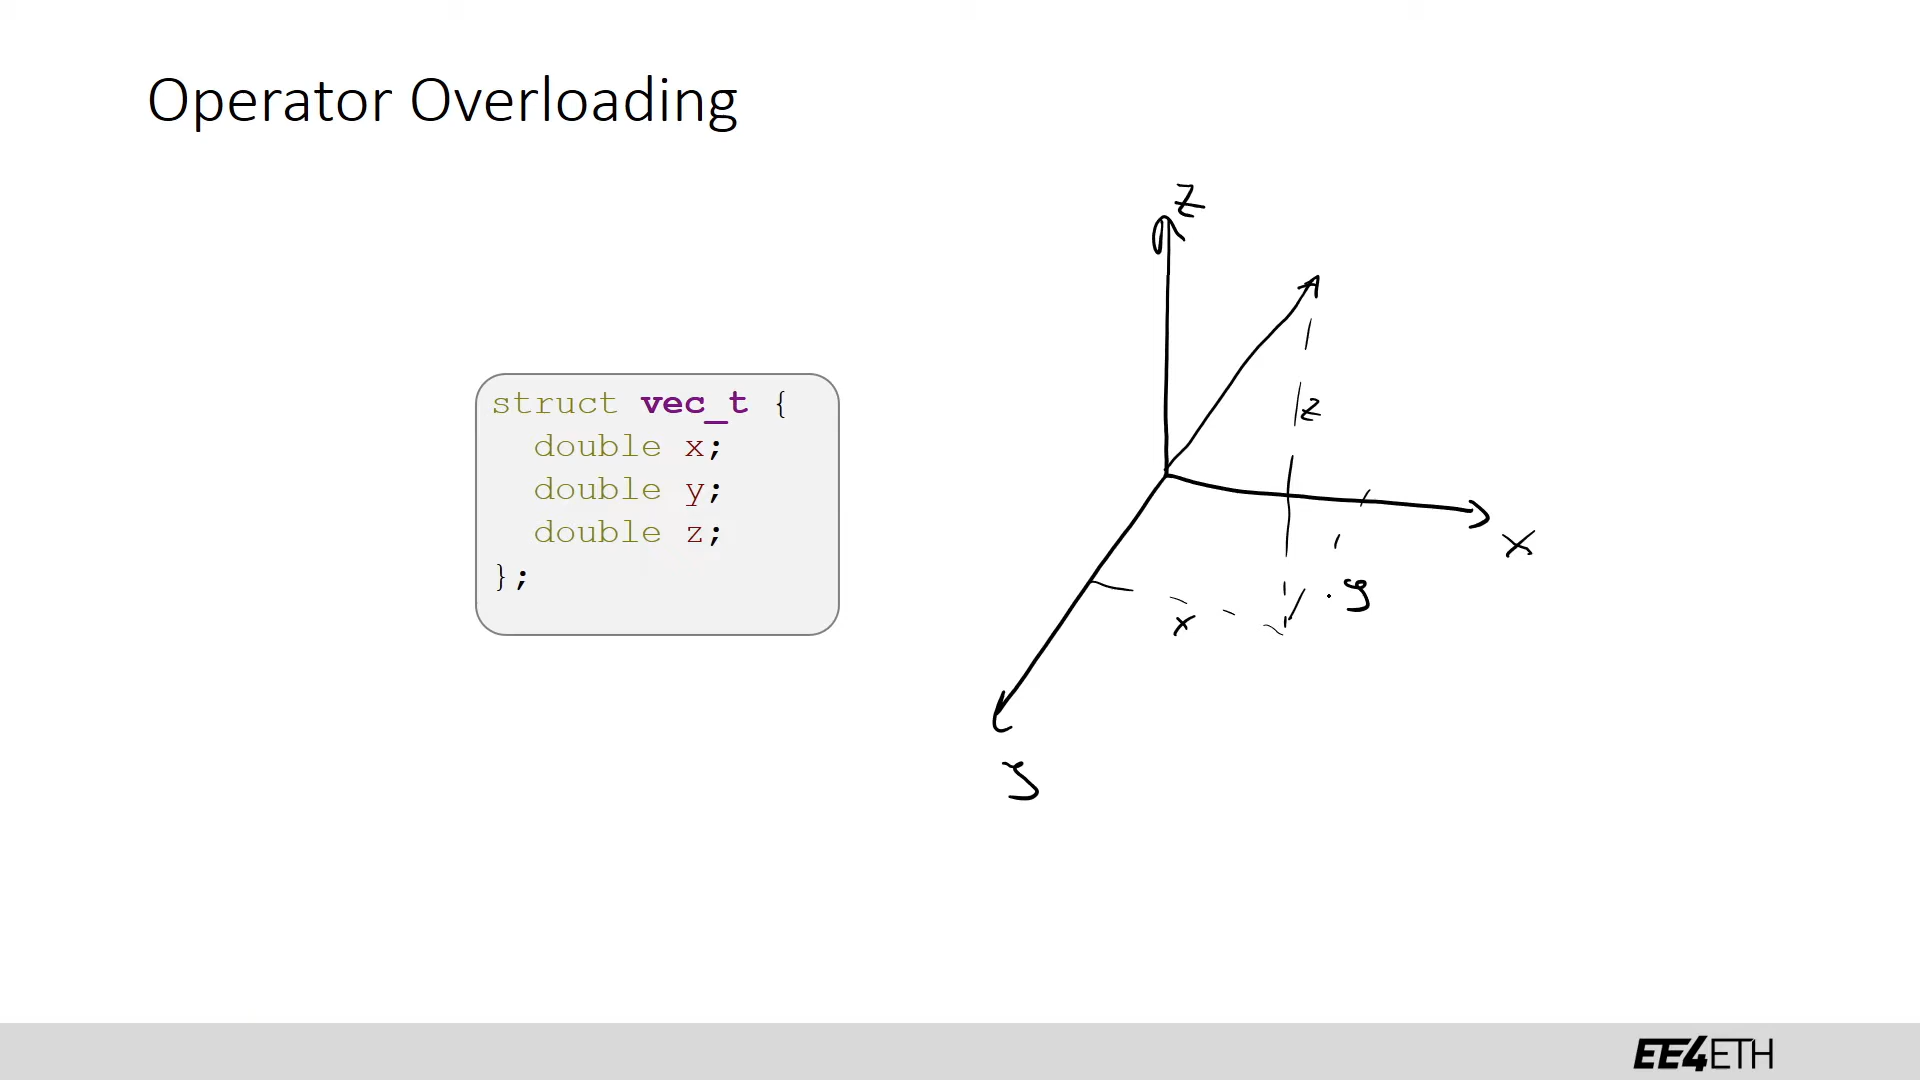 Operator Overloading
struct vec_t {
double x;
double y;
double z;
};
z
z
x
y
x
y
EE4ETH